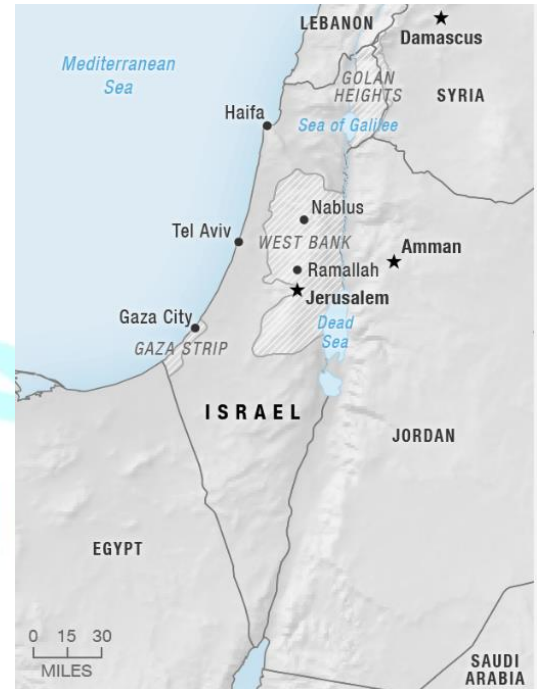 LEBANON
Damascus
Mediterranean
Sea
GOLAN
HEIGHTS
SYRIA
Haifa
Sea of Galilee
Nablus
Tel Aviv
WEST BANK
Amman
Ramallah
Jerusalem
Gaza City
Dead
Sea
GAZA STRIP
ISRAEL
JORDAN
EGYPT
0 15 30
MILES
SAUDI
ARABIA